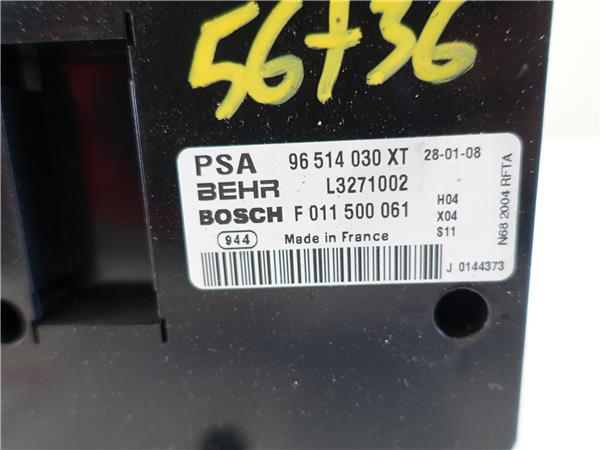 56736
PSA 96 514 030 XT 28-01-08
BEHR L3271002
BOSCH F 011 500 061
H04
X04
S11
944 Made in France
J 0144373
N68 2004 RFTA